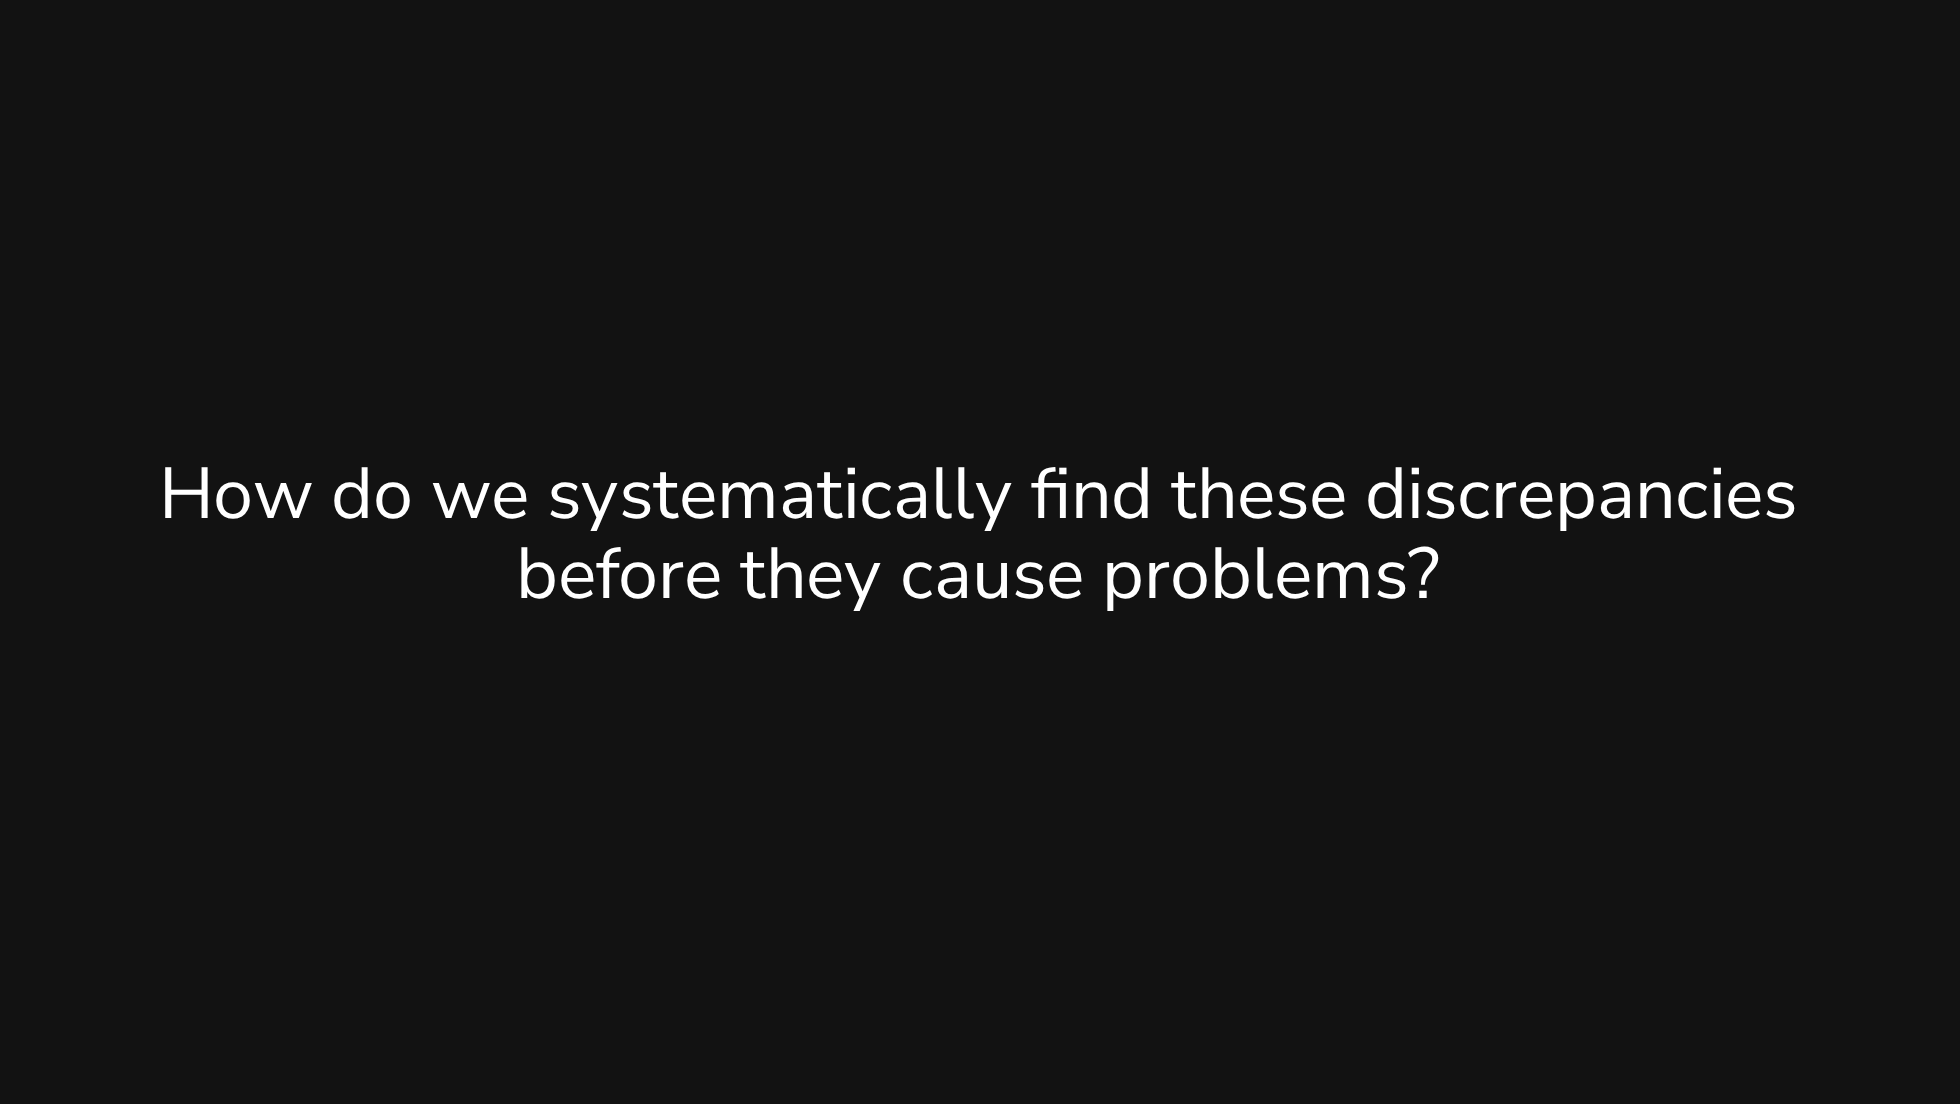 How do we systematically find these discrepancies
before they cause problems?